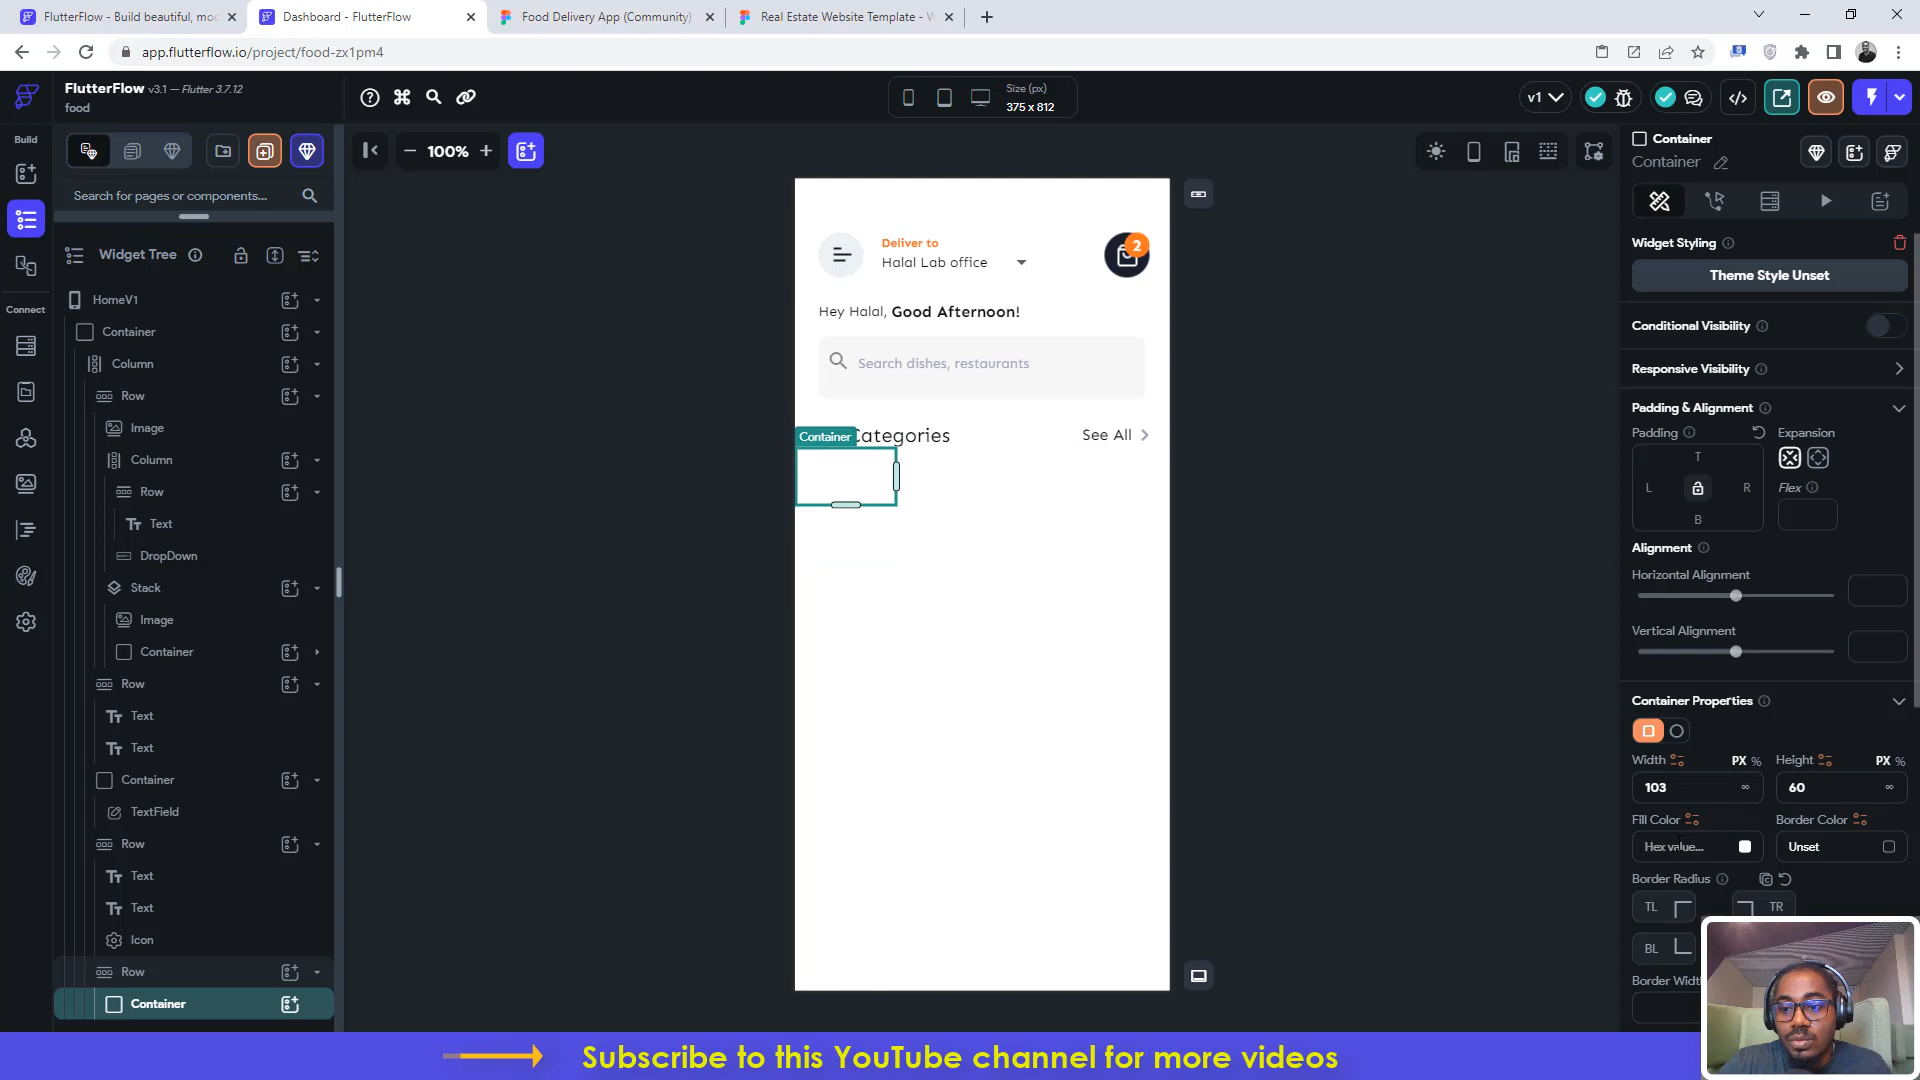 FlutterFlow - Build beautiful, mo
Dashboard - FlutterFlow
Food Delivery App (Community)
Real Estate Website Template - W
app.flutterflow.io/project/food-zx1pm4
FlutterFlow v3.1 — Flutter 3.7.12
food
Size (px)
375 x 812
v1
Build
Connect
Search for pages or components...
Widget Tree
HomeV1
Container
Column
Row
Image
Column
Row
Text
DropDown
Stack
Image
Container
Row
Text
Text
Container
TextField
Row
Text
Text
Icon
Row
Container
100%
Deliver to
Halal Lab office
2
Hey Halal, Good Afternoon!
Search dishes, restaurants
Categories
See All
Container
Container
Container
Widget Styling
Theme Style Unset
Conditional Visibility
Responsive Visibility
Padding & Alignment
Padding
Expansion
T
L
R
B
Flex
Alignment
Horizontal Alignment
Vertical Alignment
Container Properties
Width PX %
Height PX %
103 ∞
60 ∞
Fill Color
Border Color
Hex value...
Unset
Border Radius
TL
TR
BL
Border Widt
Subscribe to this YouTube channel for more videos